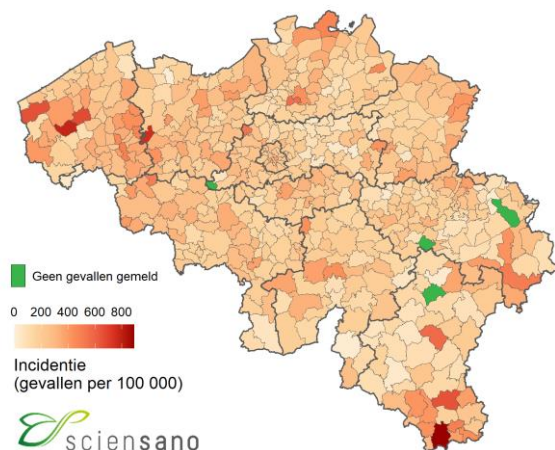 Geen gevallen gemeld
0 200 400 600 800
Incidentie
(gevallen per 100 000)
sciensano